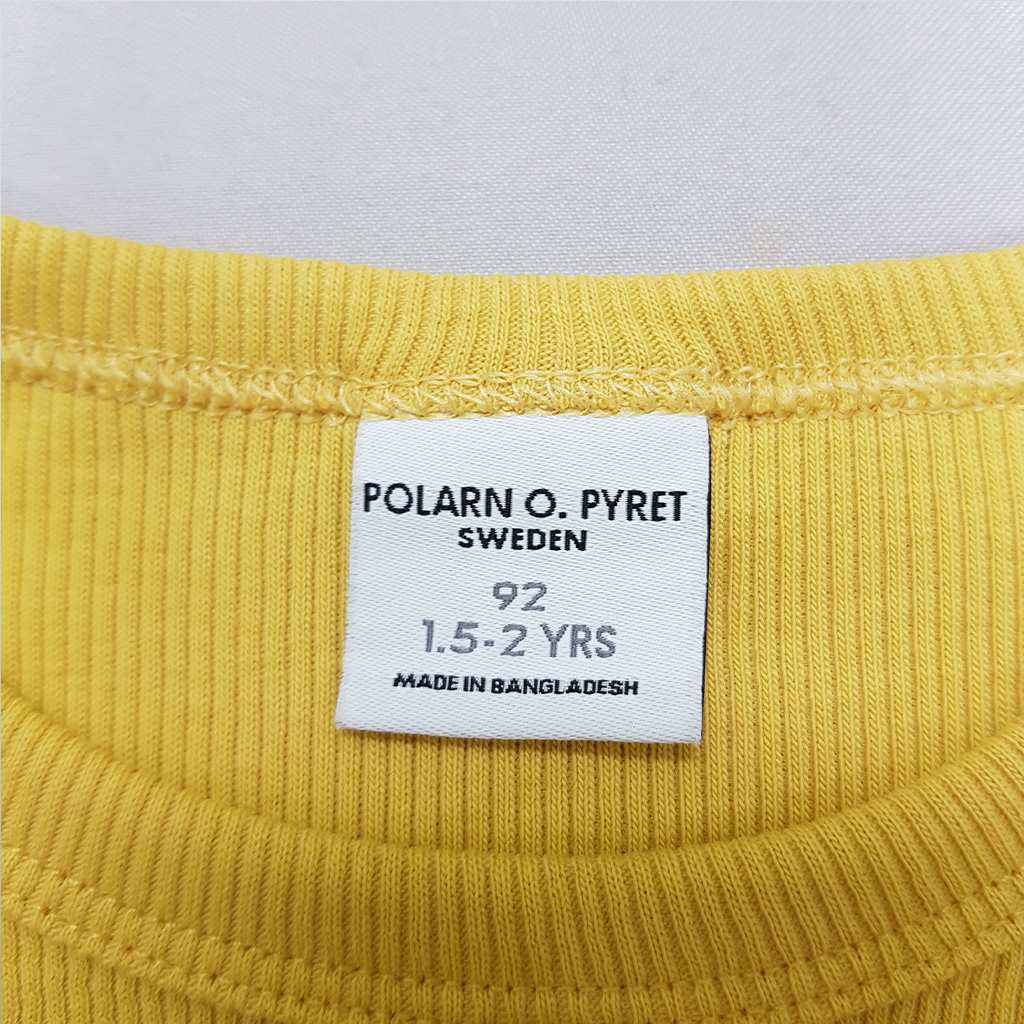 POLARN O. PYRET
SWEDEN
92
1.5-2 YRS
MADE IN BANGLADESH